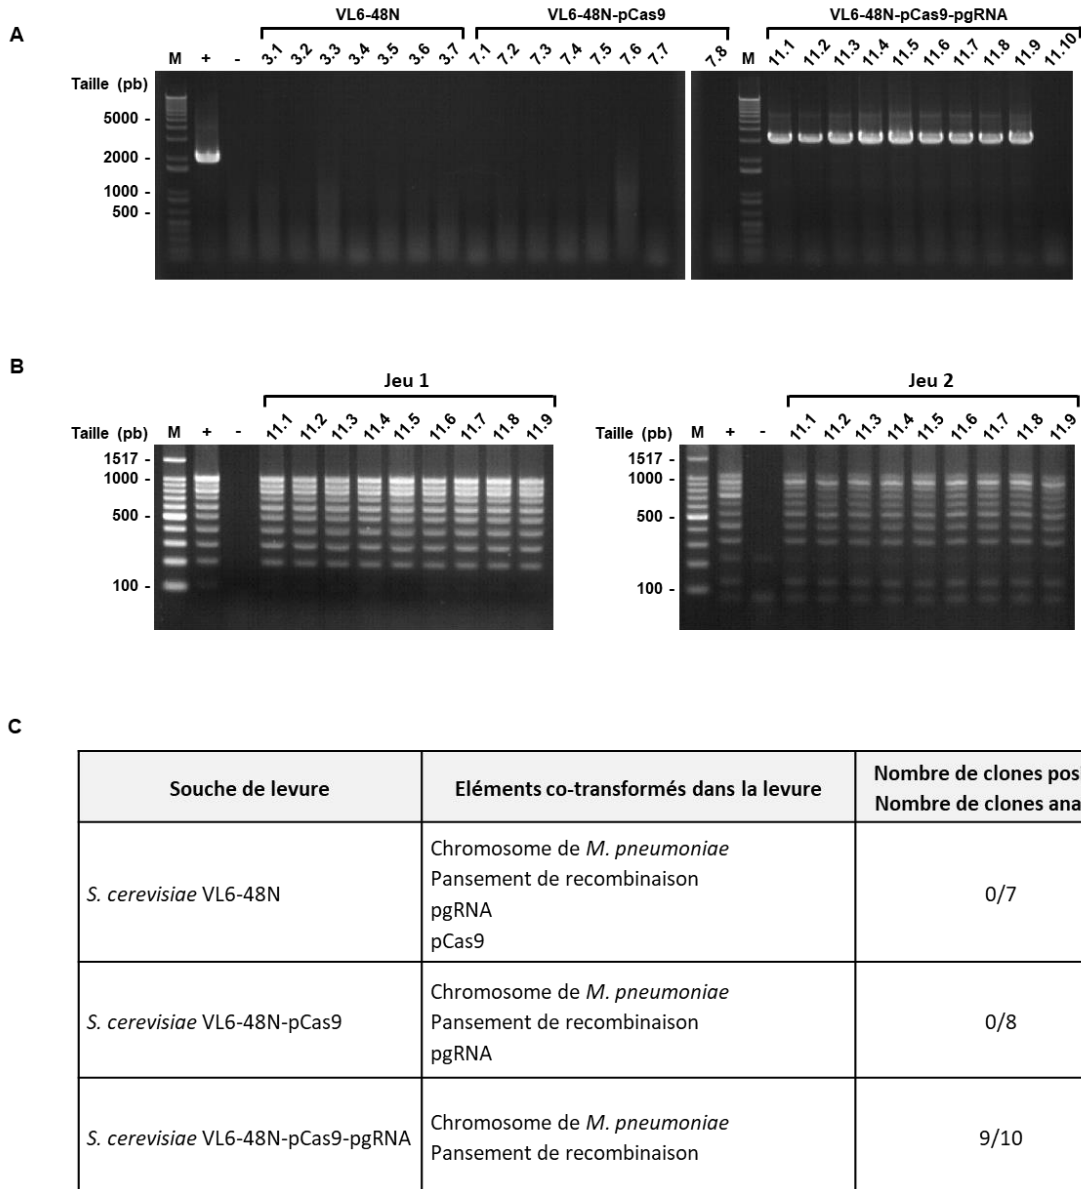 A
VL6-48N
VL6-48N-pCas9
VL6-48N-pCas9-pgRNA
M + - 3.1 3.2 3.3 3.4 3.5 3.6 3.7 7.1 7.2 7.3 7.4 7.5 7.6 7.7 7.8 M 11.1 11.2 11.3 11.4 11.5 11.6 11.7 11.8 11.9 11.10
Taille (pb)
5000 -
2000 -
1000 -
500 -
B
Jeu 1
Jeu 2
Taille (pb) M + - 11.1 11.2 11.3 11.4 11.5 11.6 11.7 11.8 11.9
1517 -
1000 -
500 -
100 -
Taille (pb) M + - 11.1 11.2 11.3 11.4 11.5 11.6 11.7 11.8 11.9
1517 -
1000 -
500 -
100 -
C
Souche de levure
Eléments co-transformés dans la levure
Nombre de clones posi
Nombre de clones ana
S. cerevisiae VL6-48N
Chromosome de M. pneumoniae
Pansement de recombinaison
pgRNA
pCas9
0/7
S. cerevisiae VL6-48N-pCas9
Chromosome de M. pneumoniae
Pansement de recombinaison
pgRNA
0/8
S. cerevisiae VL6-48N-pCas9-pgRNA
Chromosome de M. pneumoniae
Pansement de recombinaison
9/10